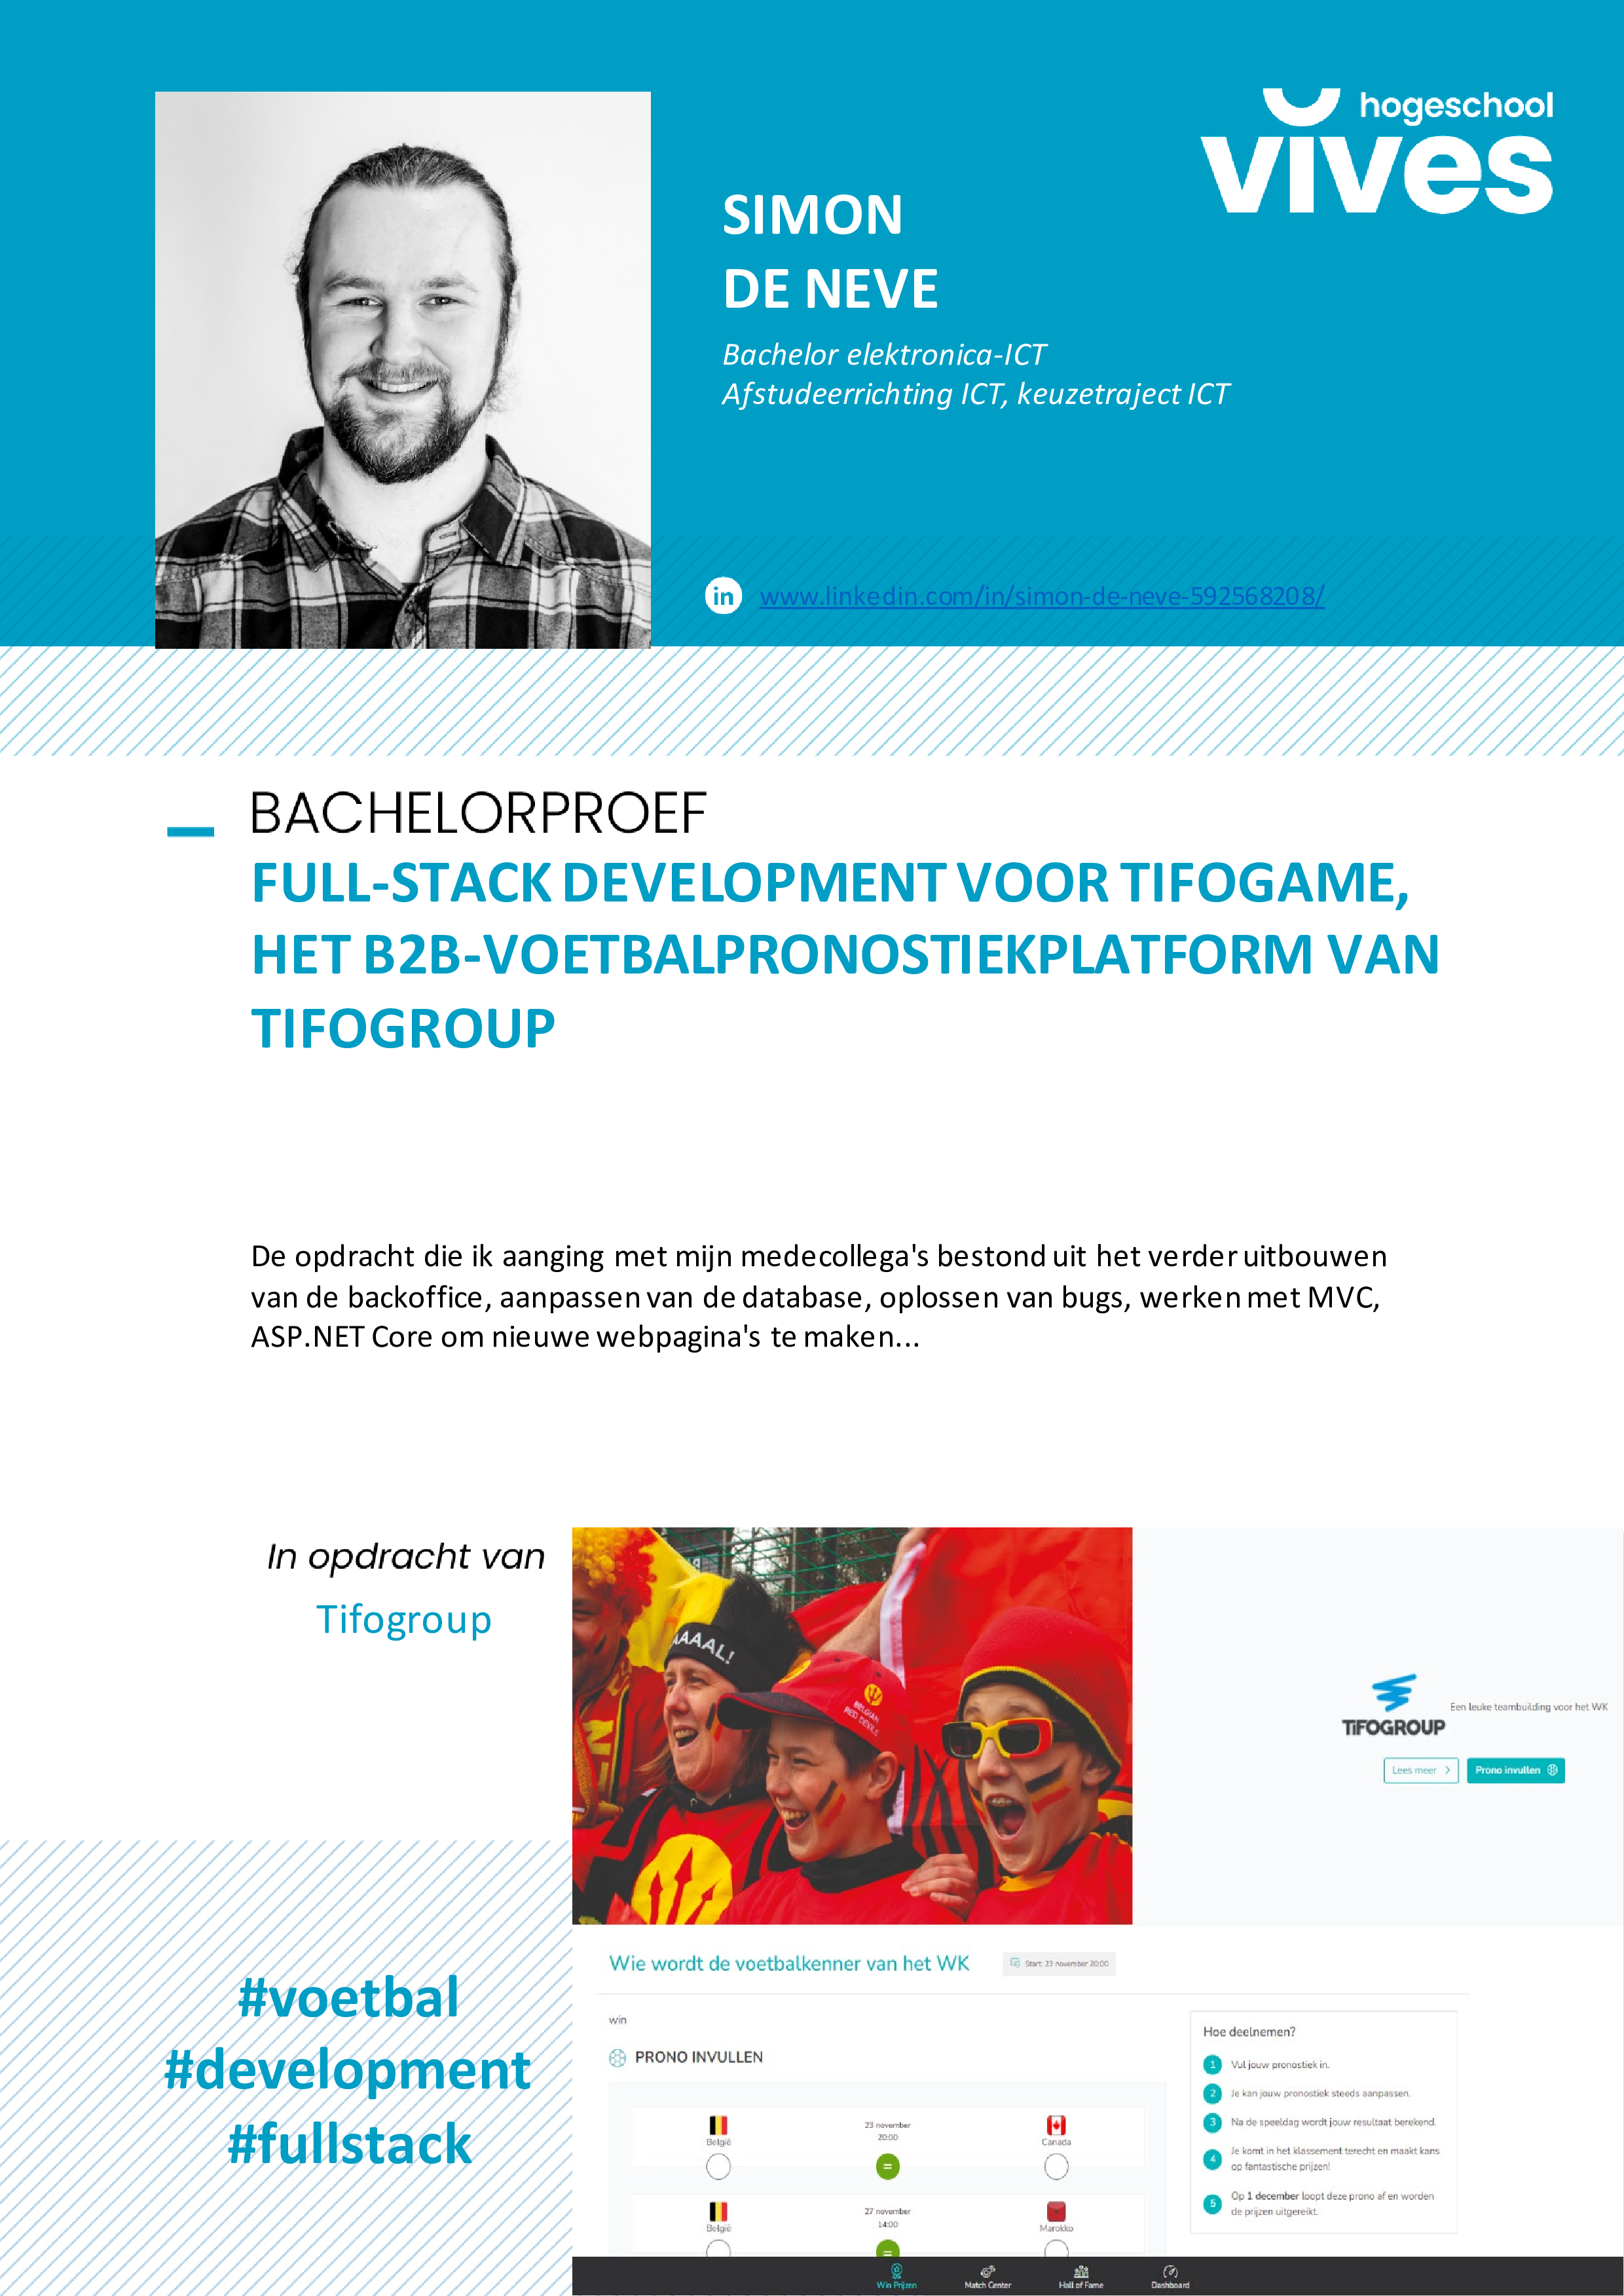 hogeschool
vives
SIMON
DE NEVE
Bachelor elektronica-ICT
Afstudeerrichting ICT, keuzetraject ICT
in www.linkedin.com/in/simon-de-neve-592568208/
BACHELORPROEF
FULL-STACK DEVELOPMENT VOOR TIFOGAME,
HET B2B-VOETBALPRONOSTIEKPLATFORM VAN
TIFOGROUP
De opdracht die ik aanging met mijn medecollega's bestond uit het verder uitbouwen
van de backoffice, aanpassen van de database, oplossen van bugs, werken met MVC,
ASP.NET Core om nieuwe webpagina's te maken...
In opdracht van
Tifogroup
AAAL!
BELGIAN
RED DEVILS
TIFOGROUP
Een leuke teambuilding voor het WK
Lees meer
Prono invullen
#voetbal
#development
#fullstack
Wie wordt de voetbalkenner van het WK
Start: 23 november 20:00
win
PRONO INVULLEN
België
23 november
20:00
Canada
=
België
27 november
14:00
Marokko
=
Hoe deelnemen?
1 Vul jouw pronostiek in.
2 Je kan jouw pronostiek steeds aanpassen.
3 Na de speeldag wordt jouw resultaat berekend.
4 Je komt in het klassement terecht en maakt kans
op fantastische prijzen!
5 Op 1 december loopt deze prono af en worden
de prijzen uitgereikt.
Win Prijzen
Match Center
Hall of Fame
Dashboard